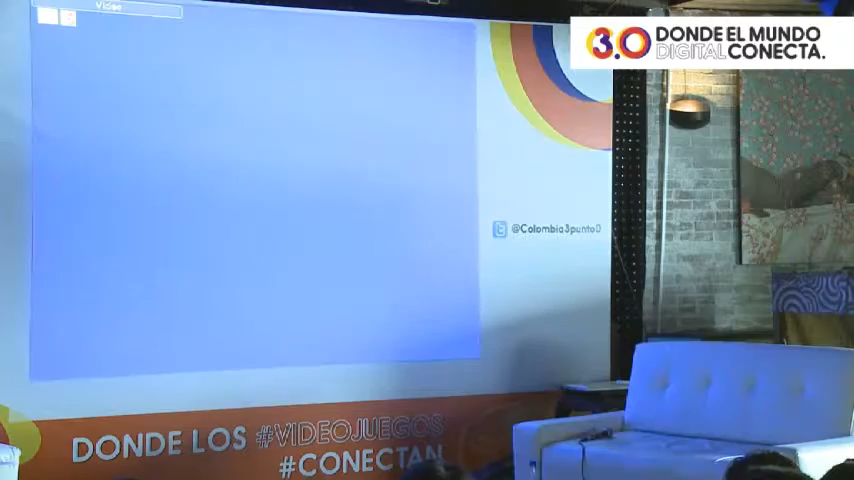 Video
3.0 DONDE EL MUNDO
DIGITAL CONECTA.
@Colombia3punto0
DONDE LOS #VIDEOJUEGOS
#CONECTAN